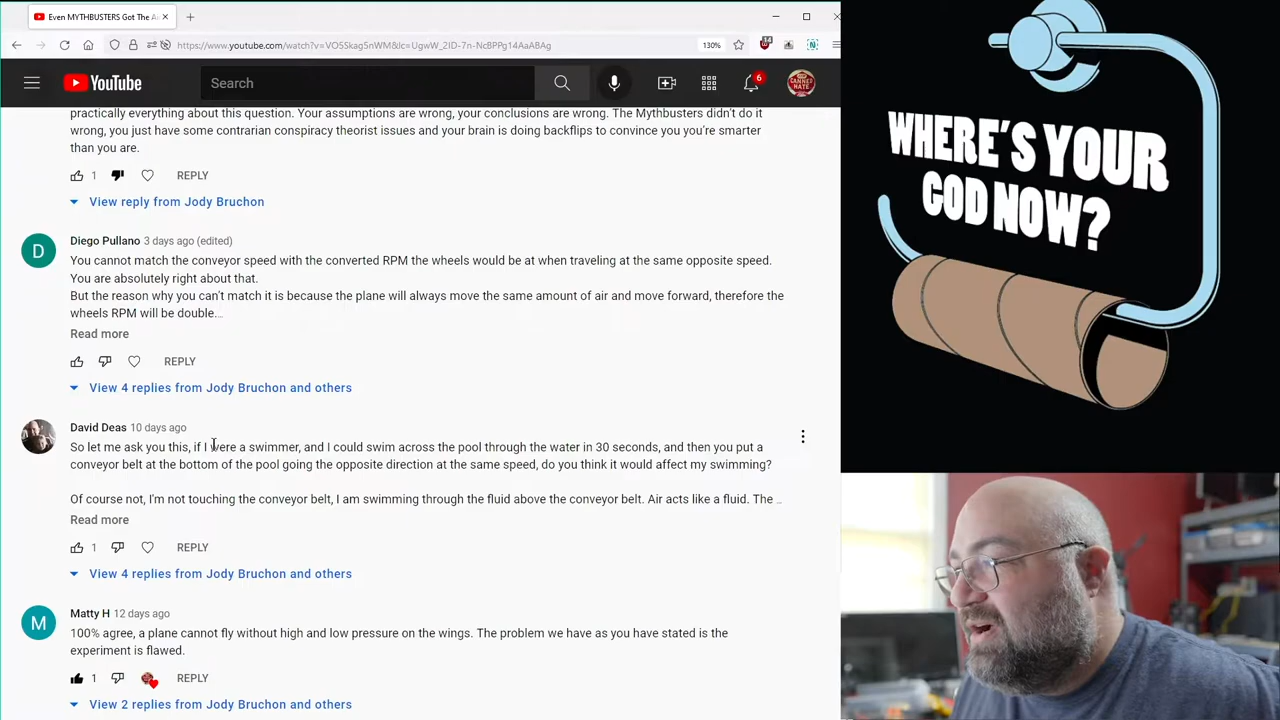 Even MYTHBUSTERS Got The A
https://www.youtube.com/watch?v=VO5Skag5nWM&lc=UgwW_2ID-7n-NcBPPg14AaABAg
130%
14
N
YouTube
Search
6
practically everything about this question. Your assumptions are wrong, your conclusions are wrong. The Mythbusters didn't do it
wrong, you just have some contrarian conspiracy theorist issues and your brain is doing backflips to convince you you're smarter
than you are.
1 REPLY
View reply from Jody Bruchon
D
Diego Pullano 3 days ago (edited)
You cannot match the conveyor speed with the converted RPM the wheels would be at when traveling at the same opposite speed.
You are absolutely right about that.
But the reason why you can't match it is because the plane will always move the same amount of air and move forward, therefore the
wheels RPM will be double...
Read more
REPLY
View 4 replies from Jody Bruchon and others
David Deas 10 days ago
So let me ask you this, if I were a swimmer, and I could swim across the pool through the water in 30 seconds, and then you put a
conveyor belt at the bottom of the pool going the opposite direction at the same speed, do you think it would affect my swimming?
Of course not, I'm not touching the conveyor belt, I am swimming through the fluid above the conveyor belt. Air acts like a fluid. The ...
Read more
1 REPLY
View 4 replies from Jody Bruchon and others
M
Matty H 12 days ago
100% agree, a plane cannot fly without high and low pressure on the wings. The problem we have as you have stated is the
experiment is flawed.
1 REPLY
View 2 replies from Jody Bruchon and others
WHERE'S YOUR
GOD NOW?